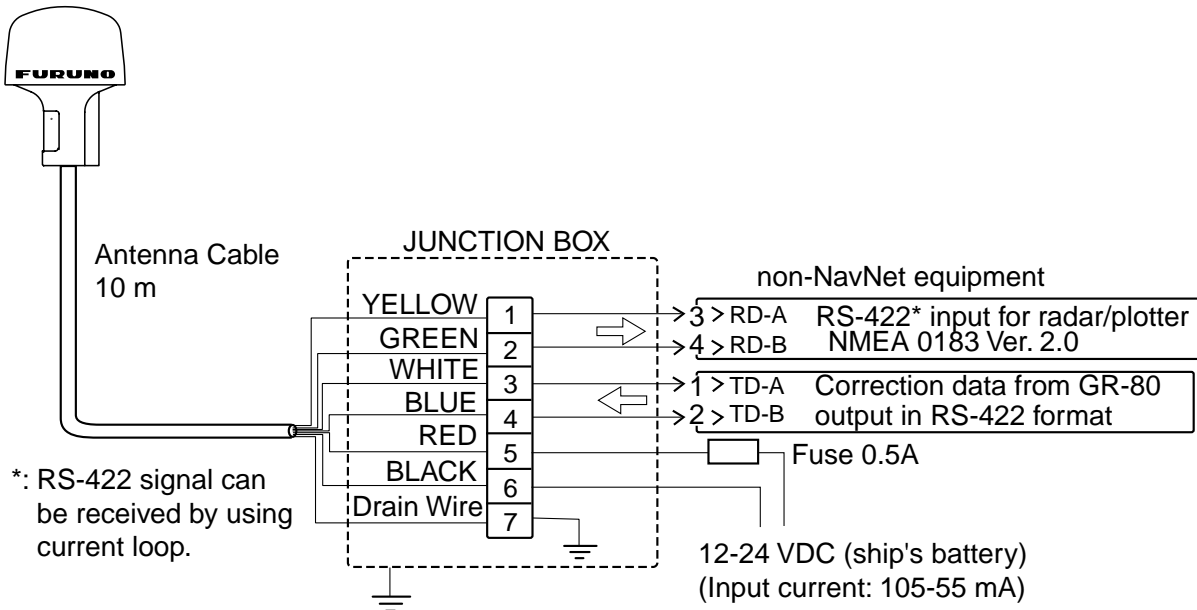 FURUNO
Antenna Cable
10 m
JUNCTION BOX
YELLOW 1
GREEN 2
WHITE 3
BLUE 4
RED 5
BLACK 6
Drain Wire 7
non-NavNet equipment
3 RD-A RS-422* input for radar/plotter
4 RD-B NMEA 0183 Ver. 2.0
1 TD-A Correction data from GR-80
2 TD-B output in RS-422 format
Fuse 0.5A
*: RS-422 signal can
be received by using
current loop.
12-24 VDC (ship's battery)
(Input current: 105-55 mA)